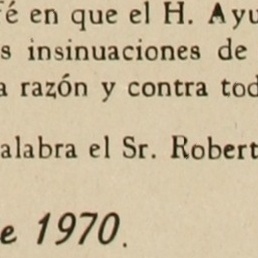 fé en que el H. Ayu
s insinuaciones de
a razón y contra tod
alabra el Sr. Robert
e 1970.